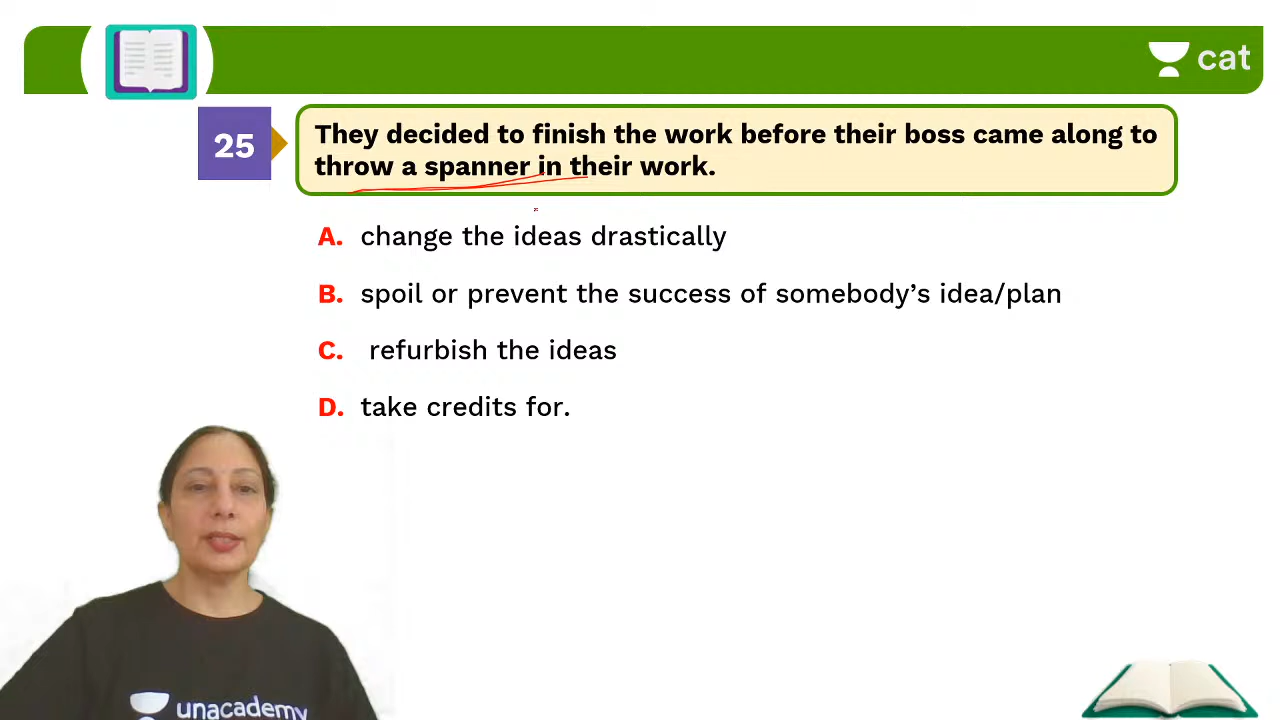 cat
25
They decided to finish the work before their boss came along to
throw a spanner in their work.
A. change the ideas drastically
B. spoil or prevent the success of somebody’s idea/plan
C. refurbish the ideas
D. take credits for.
unacademy